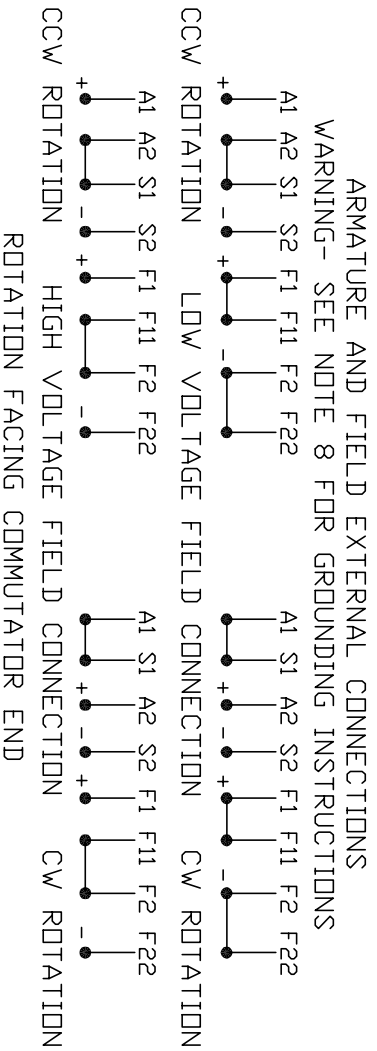 ARMATURE AND FIELD EXTERNAL CONNECTIONS
WARNING- SEE NOTE 8 FOR GROUNDING INSTRUCTIONS
A1 A2 S1 S2 F1 F11 F2 F22 A1 S1 A2 S2 F1 F11 F2 F22
+ - + - + - + -
CCW ROTATION LOW VOLTAGE FIELD CONNECTION CW ROTATION
A1 A2 S1 S2 F1 F11 F2 F22 A1 S1 A2 S2 F1 F11 F2 F22
+ - + - + - + -
CCW ROTATION HIGH VOLTAGE FIELD CONNECTION CW ROTATION
ROTATION FACING COMMUTATOR END